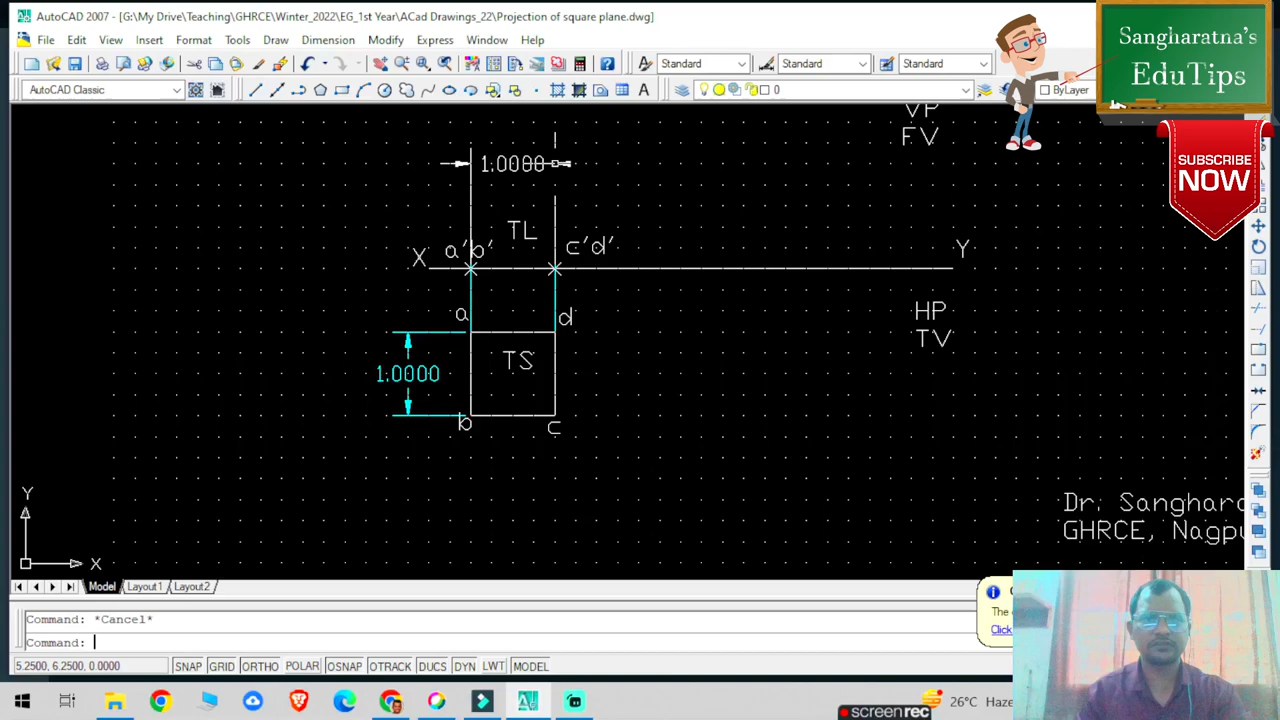 AutoCAD 2007 - [G:\My Drive\Teaching\GHRCE\Winter_2022\EG_1st Year\ACad Drawings_22\Projection of square plane.dwg]
File Edit View Insert Format Tools Draw Dimension Modify Express Window Help
Standard Standard Standard
AutoCAD Classic 0 ByLayer
Sangharatna's
EduTips
SUBSCRIBE
NOW
VP
FV
1.0000
TL
X a'b' c'd' Y
a d
HP
TV
TS
1.0000
b c
Y
X
Dr. Sanghara
GHRCE, Nagpu
Model Layout1 Layout2
Command: *Cancel*
Command:
The
Click
5.2500, 6.2500, 0.0000 SNAP GRID ORTHO POLAR OSNAP OTRACK DUCS DYN LWT MODEL
26°C Haze
screenrec